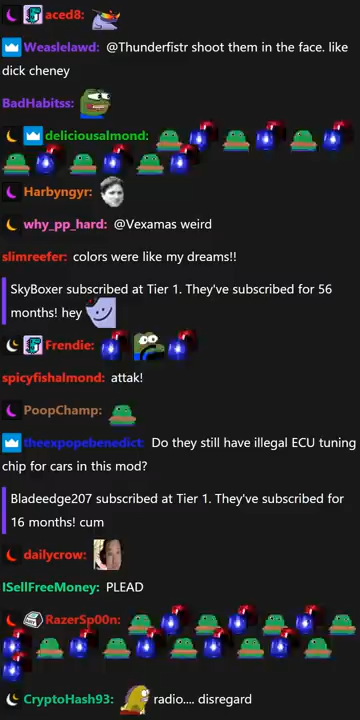 aced8:
Weaslelawd: @Thunderfistr shoot them in the face. like
dick cheney
BadHabitss:
deliciousalmond:
Harbyngyr:
why_pp_hard: @Vexamas weird
slimreefer: colors were like my dreams!!
SkyBoxer subscribed at Tier 1. They've subscribed for 56
months! hey
Frendie:
spicyfishalmond: attak!
PoopChamp:
theexpopebenedict: Do they still have illegal ECU tuning
chip for cars in this mod?
Bladeedge207 subscribed at Tier 1. They've subscribed for
16 months! cum
dailycrow:
ISellFreeMoney: PLEAD
RazerSp00n:
CryptoHash93: radio.... disregard